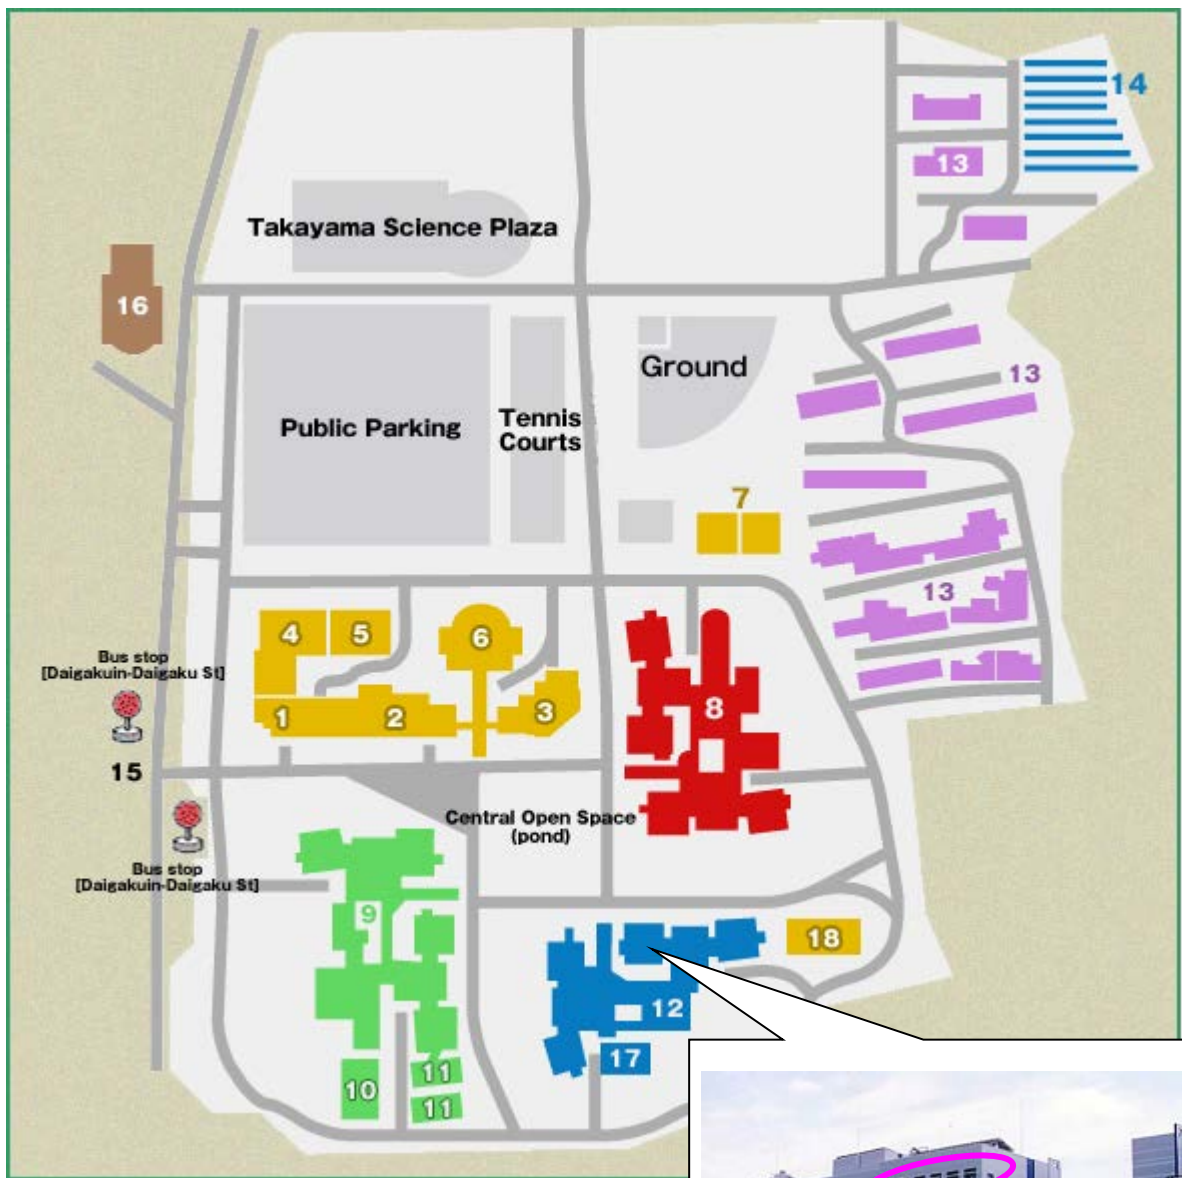 14
13
Takayama Science Plaza
16
Ground
13
Public Parking
Tennis
Courts
7
13
4
5
6
Bus stop
[Daigakuin-Daigaku St]
1
2
3
8
15
Central Open Space
(pond)
Bus stop
[Daigakuin-Daigaku St]
9
18
12
17
10
11
11